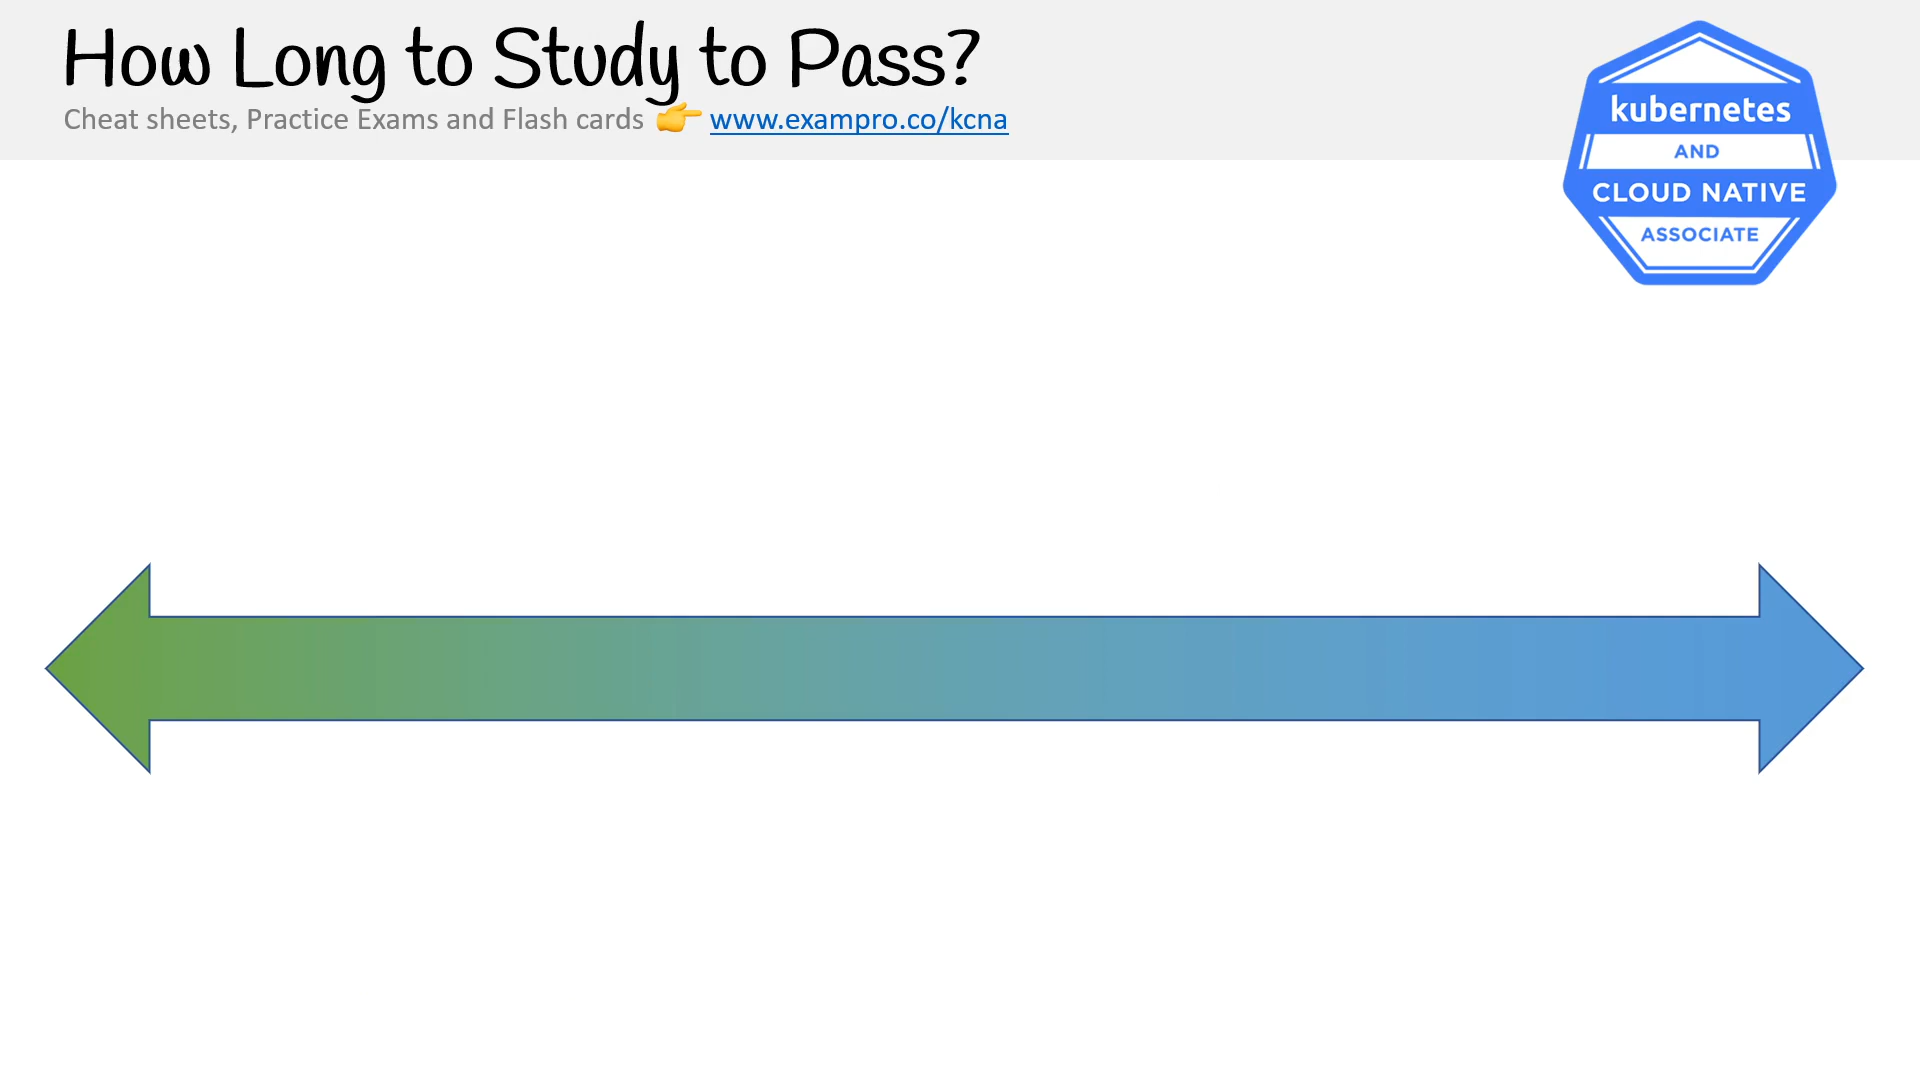 How Long to Study to Pass?
Cheat sheets, Practice Exams and Flash cards 👉 www.exampro.co/kcna
kubernetes
AND
CLOUD NATIVE
ASSOCIATE